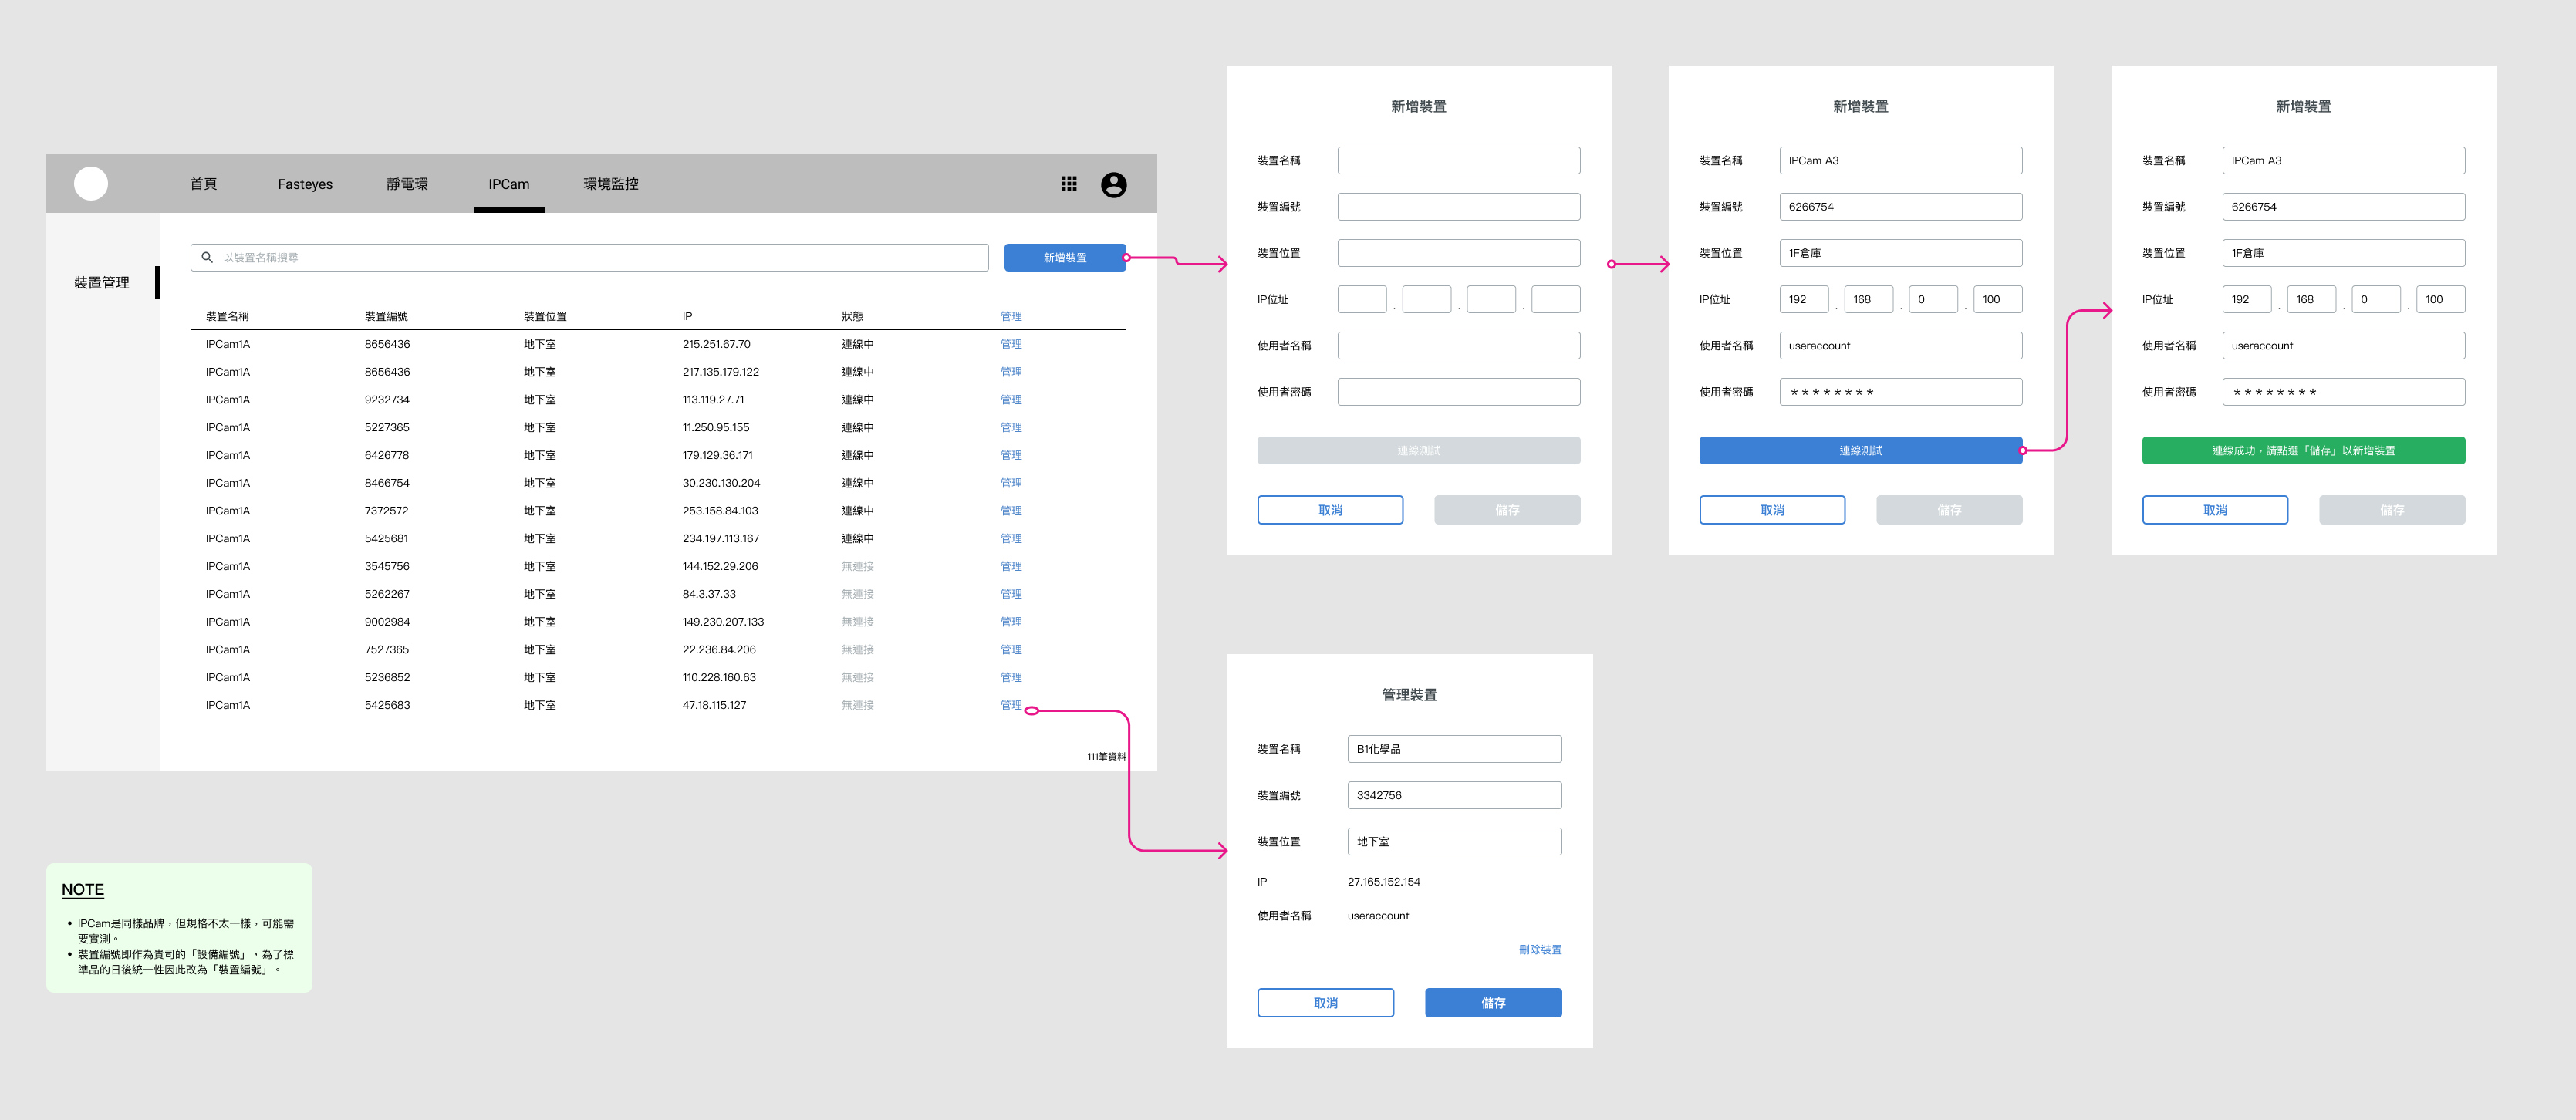 首頁 Fasteyes 靜電環 IPCam 環境監控
裝置管理
以裝置名稱搜尋 新增裝置
裝置名稱 裝置編號 裝置位置 IP 狀態 管理
IPCam1A 8656436 地下室 215.251.67.70 連線中 管理
IPCam1A 8656436 地下室 217.135.179.122 連線中 管理
IPCam1A 9232734 地下室 113.119.27.71 連線中 管理
IPCam1A 5227365 地下室 11.250.95.155 連線中 管理
IPCam1A 6426778 地下室 179.129.36.171 連線中 管理
IPCam1A 8466754 地下室 30.230.130.204 連線中 管理
IPCam1A 7372572 地下室 253.158.84.103 連線中 管理
IPCam1A 5425681 地下室 234.197.113.167 連線中 管理
IPCam1A 3545756 地下室 144.152.29.206 無連接 管理
IPCam1A 5262267 地下室 84.3.37.33 無連接 管理
IPCam1A 9002984 地下室 149.230.207.133 無連接 管理
IPCam1A 7527365 地下室 22.236.84.206 無連接 管理
IPCam1A 5236852 地下室 110.228.160.63 無連接 管理
IPCam1A 5425683 地下室 47.18.115.127 無連接 管理
111筆資料
NOTE
• IPCam是同樣品牌，但規格不太一樣，可能需
要實測。
• 裝置編號即作為貴司的「設備編號」，為了標
準品的日後統一性因此改為「裝置編號」。
新增裝置
裝置名稱
裝置編號
裝置位置
IP位址 . . .
使用者名稱
使用者密碼
連線測試
取消 儲存
新增裝置
裝置名稱 IPCam A3
裝置編號 6266754
裝置位置 1F倉庫
IP位址 192 . 168 . 0 . 100
使用者名稱 useraccount
使用者密碼 ********
連線測試
取消 儲存
新增裝置
裝置名稱 IPCam A3
裝置編號 6266754
裝置位置 1F倉庫
IP位址 192 . 168 . 0 . 100
使用者名稱 useraccount
使用者密碼 ********
連線成功，請點選「儲存」以新增裝置
取消 儲存
管理裝置
裝置名稱 B1化學品
裝置編號 3342756
裝置位置 地下室
IP 27.165.152.154
使用者名稱 useraccount
刪除裝置
取消 儲存